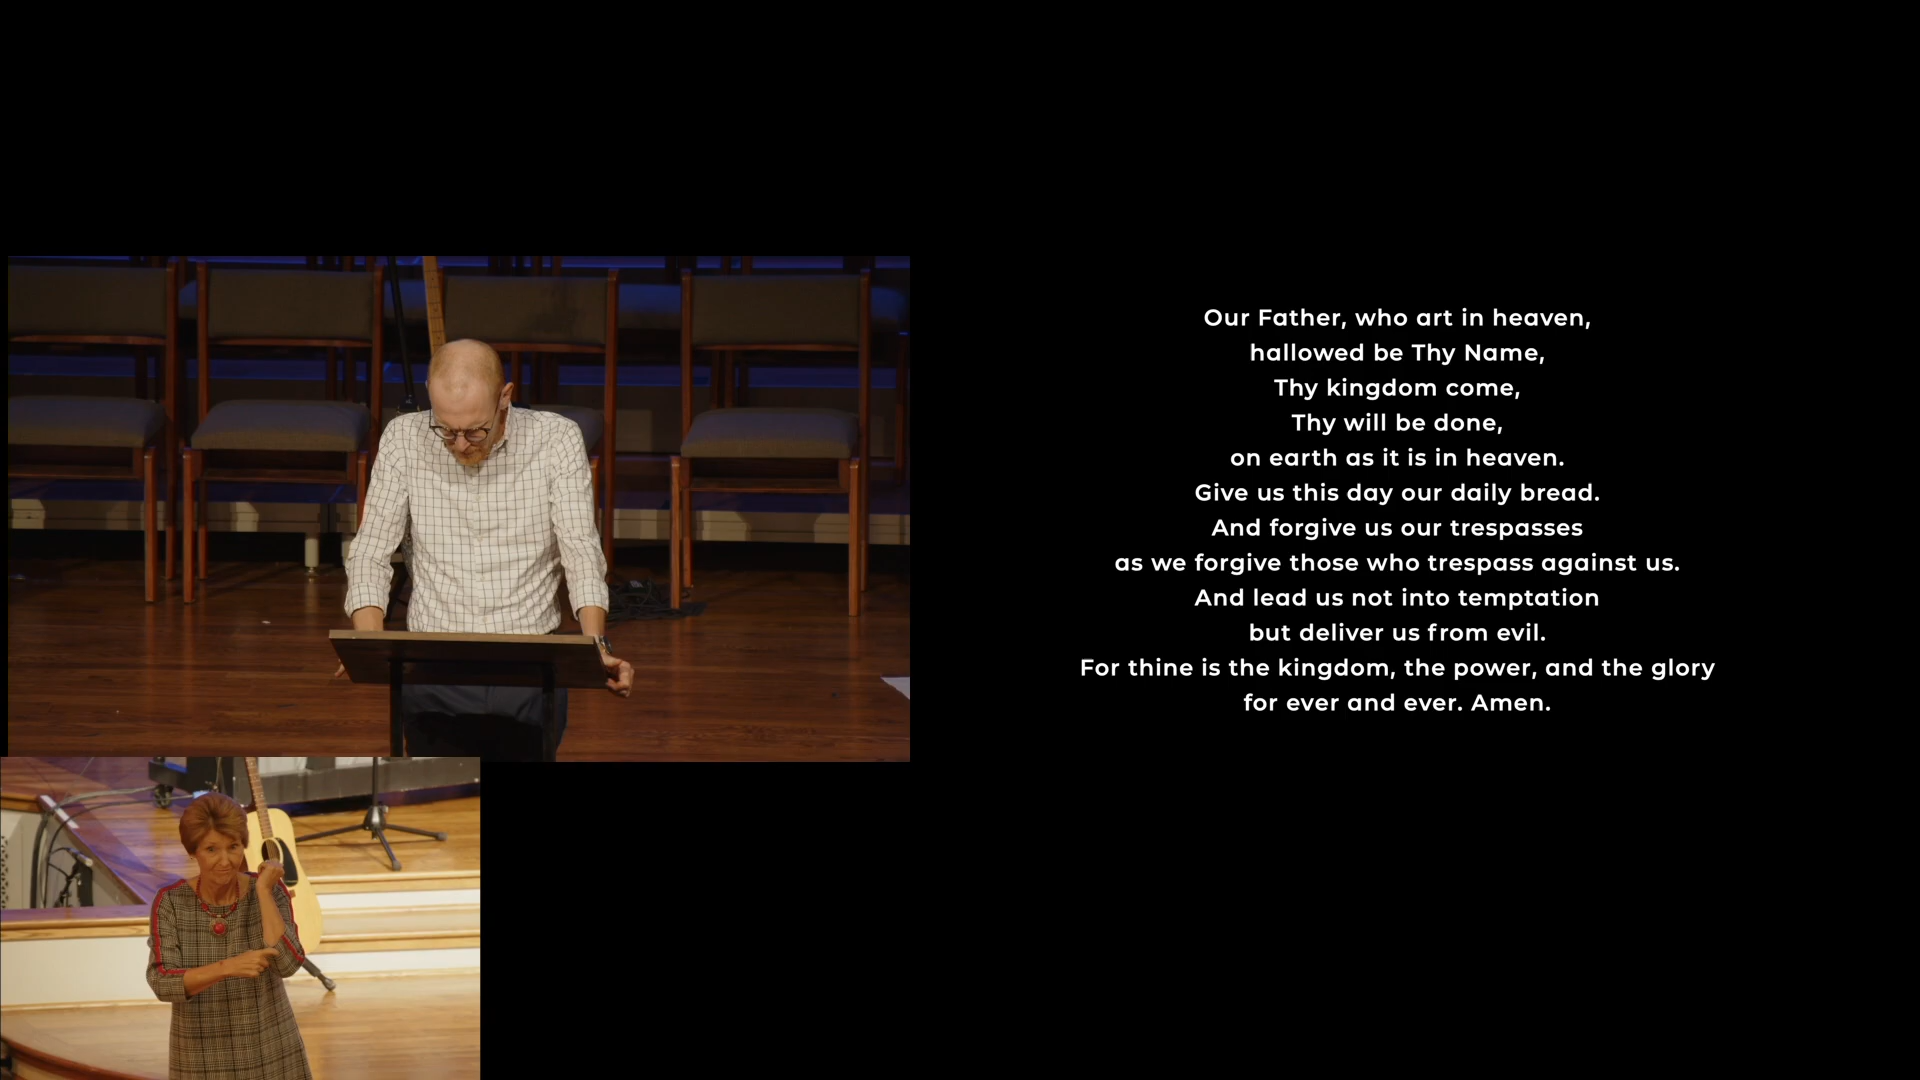 Our Father, who art in heaven,
hallowed be Thy Name,
Thy kingdom come,
Thy will be done,
on earth as it is in heaven.
Give us this day our daily bread.
And forgive us our trespasses
as we forgive those who trespass against us.
And lead us not into temptation
but deliver us from evil.
For thine is the kingdom, the power, and the glory
for ever and ever. Amen.